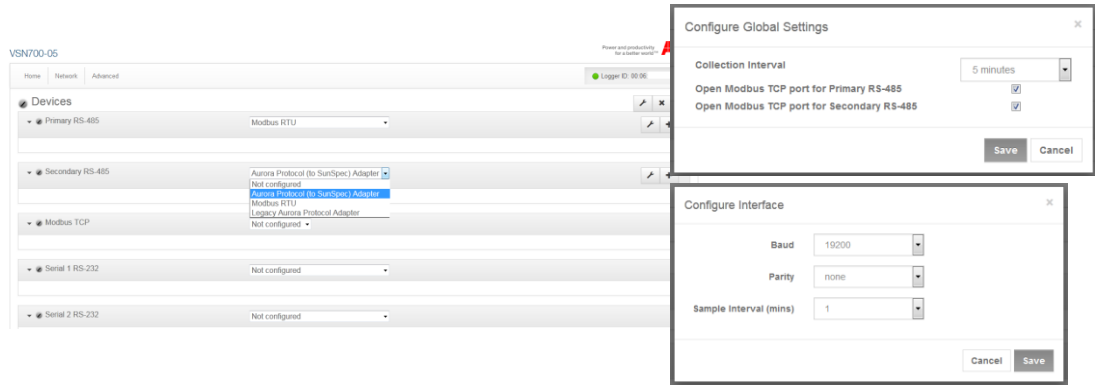 VSN700-05
Power and productivity
for a better world™
Home Network Advanced
Logger ID: 00:06
Devices
Primary RS-485 Modbus RTU
Secondary RS-485 Aurora Protocol (to SunSpec) Adapter
Not configured
Aurora Protocol (to SunSpec) Adapter
Modbus RTU
Legacy Aurora Protocol Adapter
Modbus TCP Not configured
Serial 1 RS-232 Not configured
Serial 2 RS-232 Not configured
Configure Global Settings ×
Collection Interval 5 minutes
Open Modbus TCP port for Primary RS-485
Open Modbus TCP port for Secondary RS-485
Save Cancel
Configure Interface ×
Baud 19200
Parity none
Sample Interval (mins) 1
Cancel Save